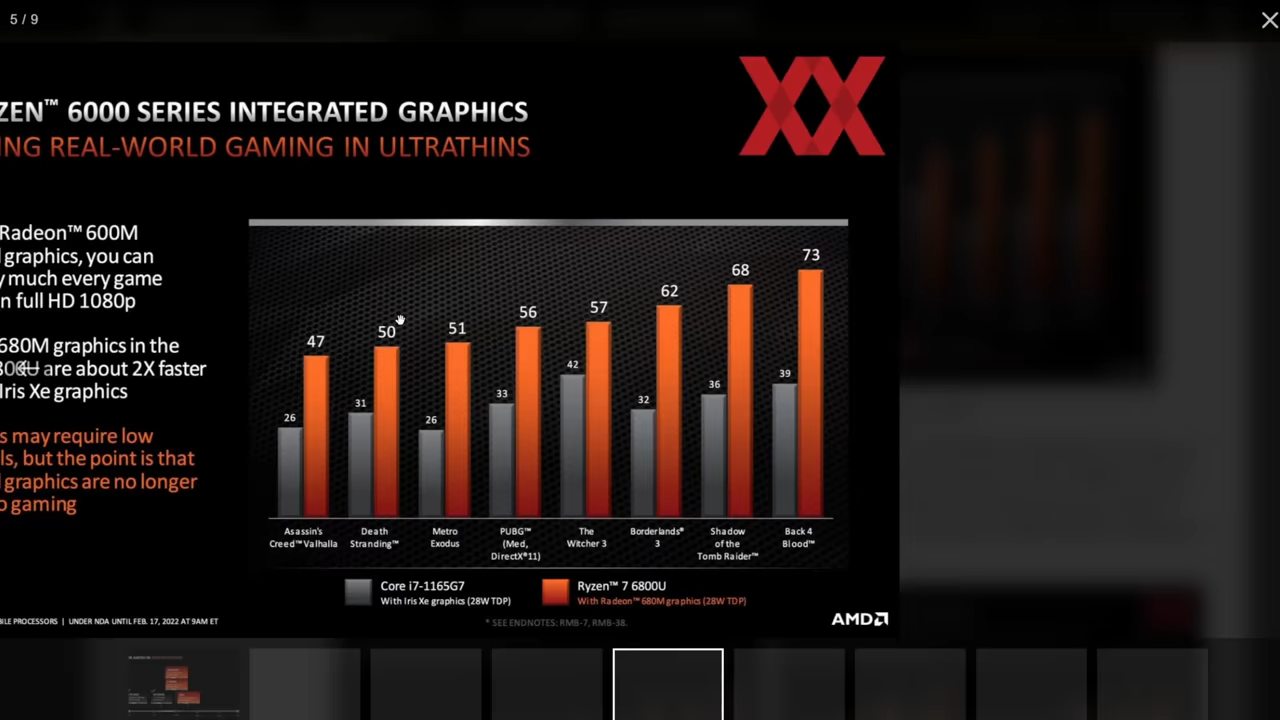 5 / 9
ZEN™ 6000 SERIES INTEGRATED GRAPHICS
ING REAL-WORLD GAMING IN ULTRATHINS
Radeon™ 600M
graphics, you can
y much every game
n full HD 1080p
680M graphics in the
are about 2X faster
Iris Xe graphics
s may require low
ls, but the point is that
graphics are no longer
o gaming
47
26
50
31
51
26
56
33
57
42
62
32
68
36
73
39
Assassin's
Creed™ Valhalla
Death
Stranding™
Metro
Exodus
PUBG™
(Med,
DirectX®11)
The
Witcher 3
Borderlands®
3
Shadow
of the
Tomb Raider™
Back 4
Blood™
Core i7-1165G7
With Iris Xe graphics (28W TDP)
Ryzen™ 7 6800U
With Radeon™ 680M graphics (28W TDP)
BILE PROCESSORS | UNDER NDA UNTIL FEB. 17, 2022 AT 9AM ET
* SEE ENDNOTES: RMB-7, RMB-38.
AMD